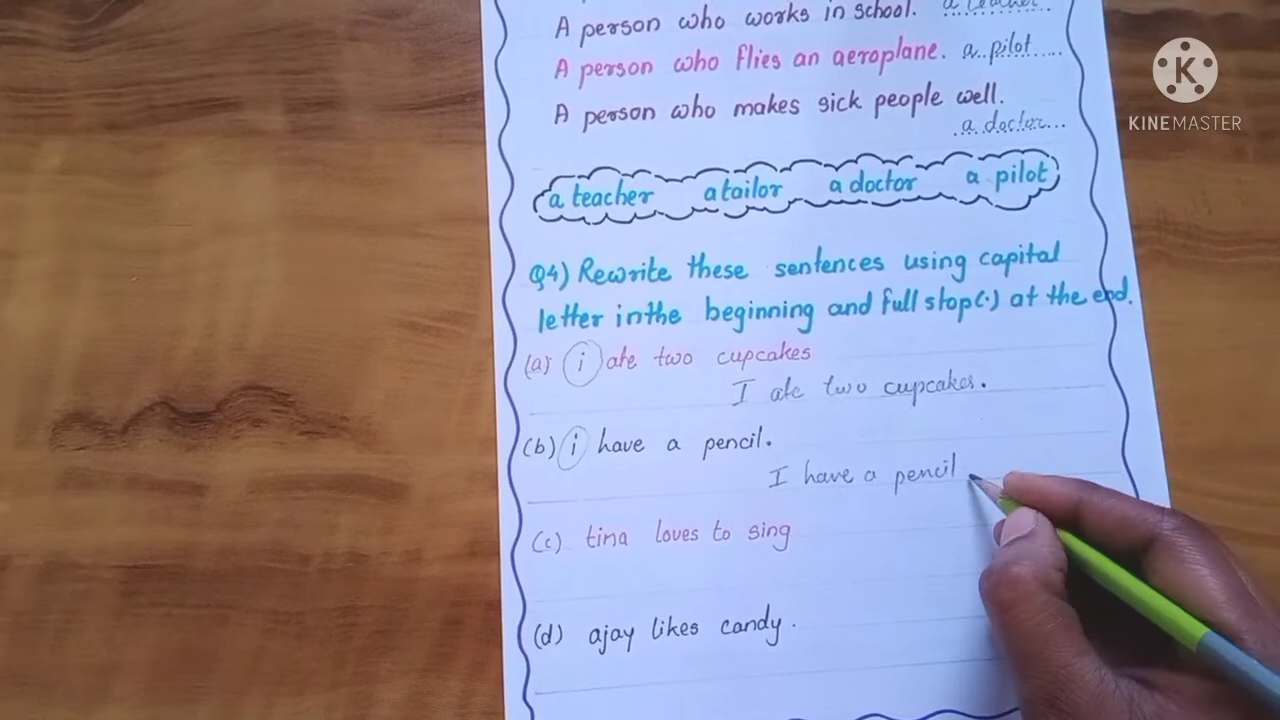 A person who works in school. a teacher
A person who flies an aeroplane. a pilot
A person who makes sick people well.
a doctor
a teacher a tailor a doctor a pilot
Q4) Rewrite these sentences using capital
letter in the beginning and full stop(.) at the end.
(a) i ate two cupcakes
I ate two cupcakes.
(b) i have a pencil.
I have a pencil
(c) tina loves to sing
(d) ajay likes candy.
K
KINEMASTER